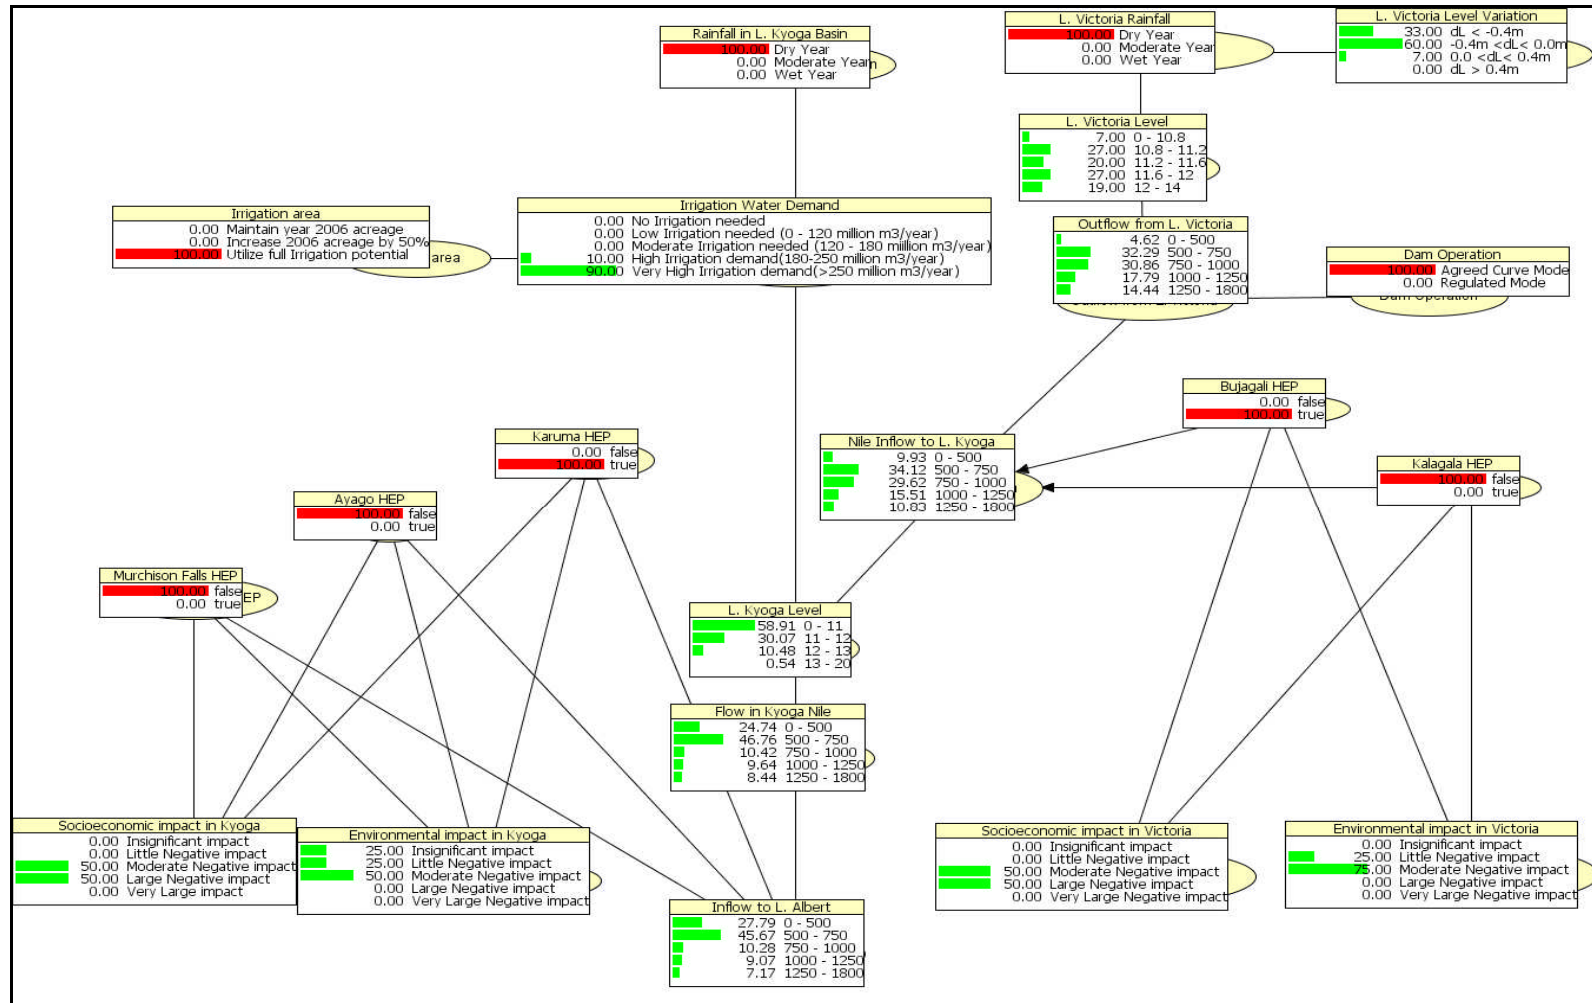 Rainfall in L. Kyoga Basin
100.00 Dry Year
0.00 Moderate Year
0.00 Wet Year
L. Victoria Rainfall
100.00 Dry Year
0.00 Moderate Year
0.00 Wet Year
L. Victoria Level Variation
33.00 dL < -0.4m
60.00 -0.4m <dL< 0.0m
7.00 0.0 <dL< 0.4m
0.00 dL > 0.4m
L. Victoria Level
7.00 0 - 10.8
27.00 10.8 - 11.2
20.00 11.2 - 11.6
27.00 11.6 - 12
19.00 12 - 14
Irrigation area
0.00 Maintain year 2006 acreage
0.00 Increase 2006 acreage by 50%
100.00 Utilize full Irrigation potential
area
Irrigation Water Demand
0.00 No Irrigation needed
0.00 Low Irrigation needed (0 - 120 million m3/year)
0.00 Moderate Irrigation needed (120 - 180 million m3/year)
10.00 High Irrigation demand(180-250 million m3/year)
90.00 Very High Irrigation demand(>250 million m3/year)
Outflow from L. Victoria
4.62 0 - 500
32.29 500 - 750
30.86 750 - 1000
17.79 1000 - 1250
14.44 1250 - 1800
Dam Operation
100.00 Agreed Curve Mode
0.00 Regulated Mode
Dam Operation
Bujagali HEP
0.00 false
100.00 true
Karuma HEP
0.00 false
100.00 true
Nile Inflow to L. Kyoga
9.93 0 - 500
34.12 500 - 750
29.62 750 - 1000
15.51 1000 - 1250
10.83 1250 - 1800
Kalagala HEP
100.00 false
0.00 true
Ayago HEP
100.00 false
0.00 true
Murchison Falls HEP
100.00 false
0.00 true
EP
L. Kyoga Level
58.91 0 - 11
30.07 11 - 12
10.48 12 - 13
0.54 13 - 20
Flow in Kyoga Nile
24.74 0 - 500
46.76 500 - 750
10.42 750 - 1000
9.64 1000 - 1250
8.44 1250 - 1800
Socioeconomic impact in Kyoga
0.00 Insignificant impact
0.00 Little Negative impact
50.00 Moderate Negative impact
50.00 Large Negative impact
0.00 Very Large impact
Environmental impact in Kyoga
25.00 Insignificant impact
25.00 Little Negative impact
50.00 Moderate Negative impact
0.00 Large Negative impact
0.00 Very Large Negative impact
Socioeconomic impact in Victoria
0.00 Insignificant impact
0.00 Little Negative impact
50.00 Moderate Negative impact
50.00 Large Negative impact
0.00 Very Large Negative impact
Environmental impact in Victoria
0.00 Insignificant impact
25.00 Little Negative impact
75.00 Moderate Negative impact
0.00 Large Negative impact
0.00 Very Large Negative impact
Inflow to L. Albert
27.79 0 - 500
45.67 500 - 750
10.28 750 - 1000
9.07 1000 - 1250
7.17 1250 - 1800